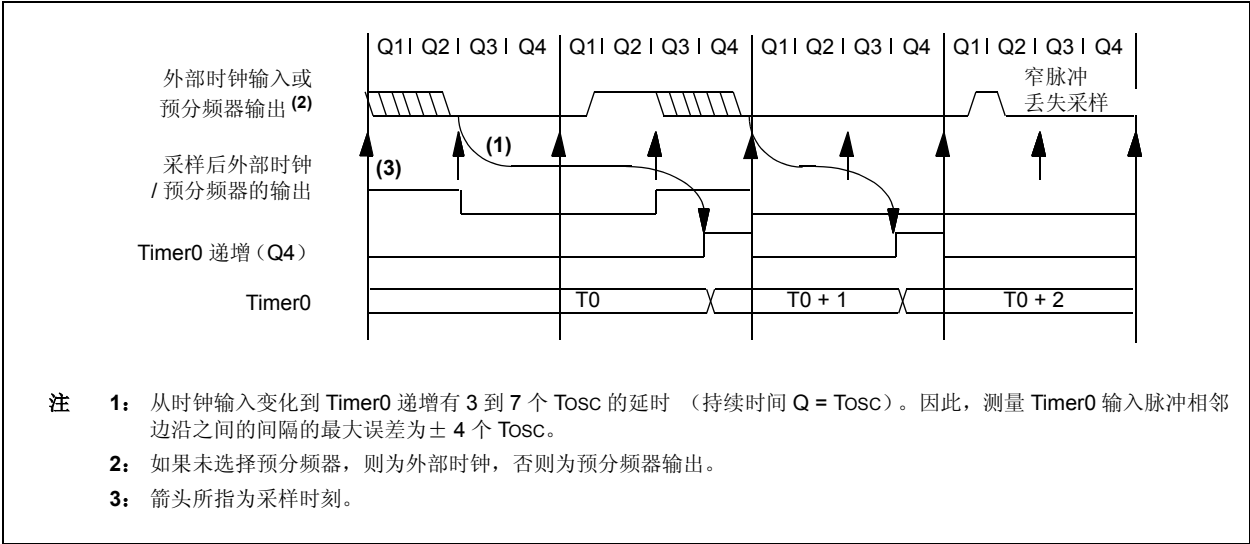 Q1 Q2 Q3 Q4 Q1 Q2 Q3 Q4 Q1 Q2 Q3 Q4 Q1 Q2 Q3 Q4
外部时钟输入或
预分频器输出 (2)
窄脉冲
丢失采样
(1)
(3)
采样后外部时钟
/ 预分频器的输出
Timer0 递增（Q4）
Timer0 T0 T0 + 1 T0 + 2
注 1： 从时钟输入变化到 Timer0 递增有 3 到 7 个 TOSC 的延时 （持续时间 Q = TOSC）。因此，测量 Timer0 输入脉冲相邻
边沿之间的间隔的最大误差为± 4 个 TOSC。
2： 如果未选择预分频器，则为外部时钟，否则为预分频器输出。
3： 箭头所指为采样时刻。